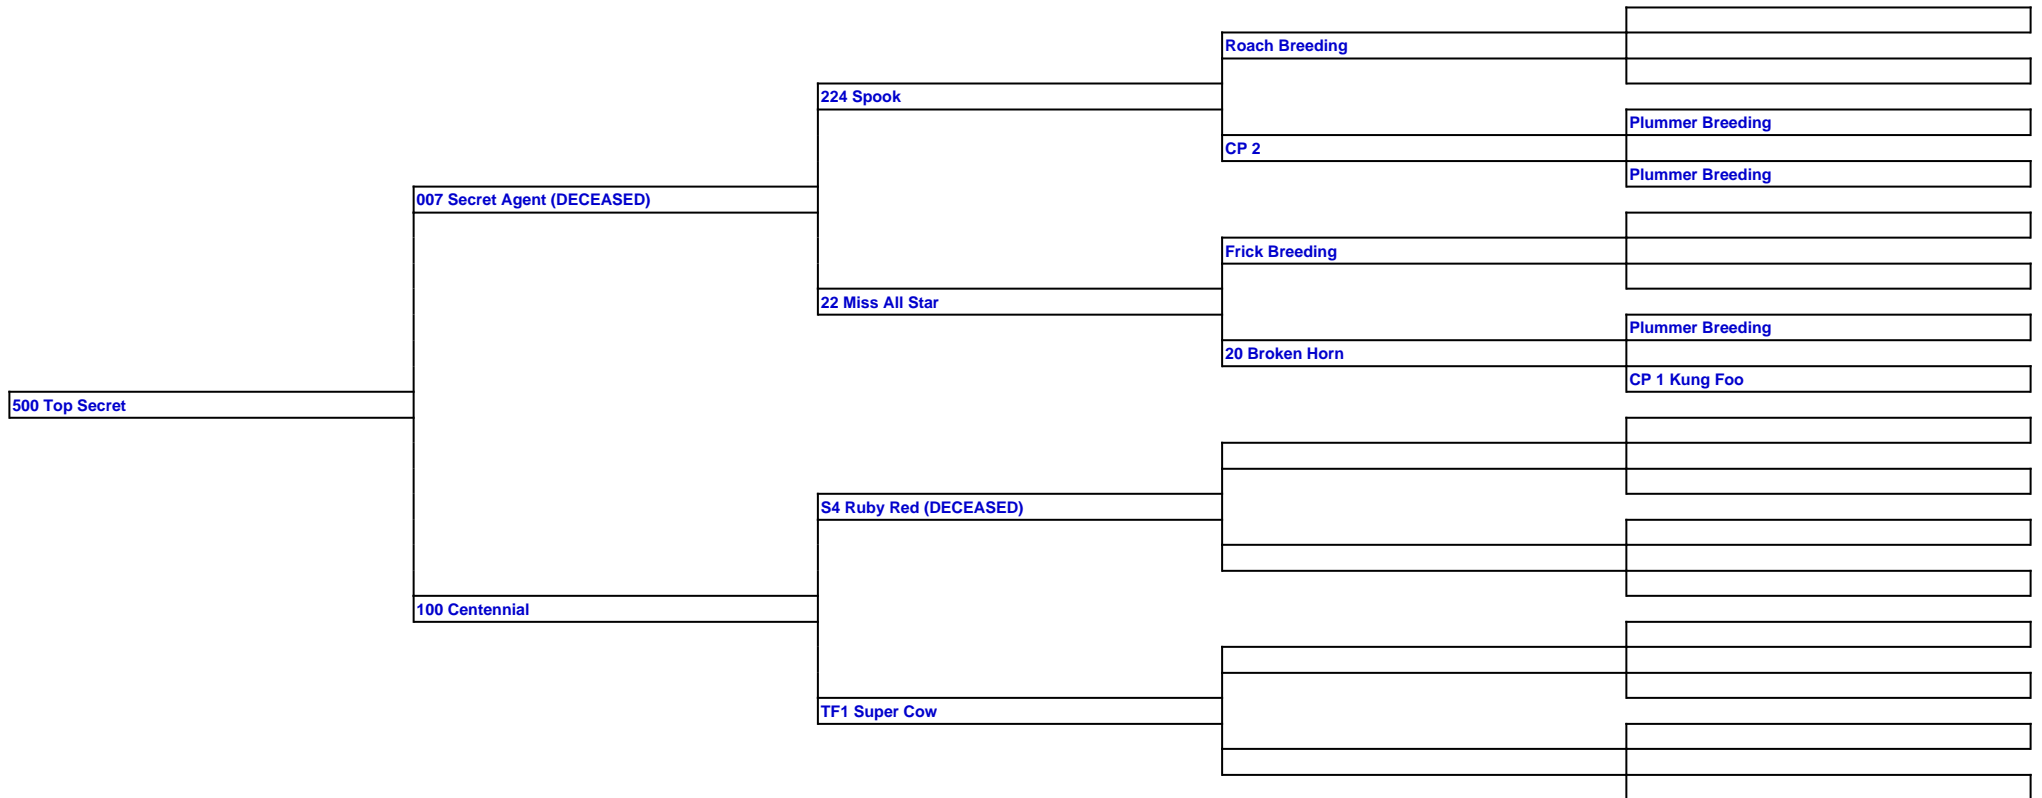 Roach Breeding
224 Spook
Plummer Breeding
CP 2
Plummer Breeding
007 Secret Agent (DECEASED)
Frick Breeding
22 Miss All Star
Plummer Breeding
20 Broken Horn
CP 1 Kung Foo
500 Top Secret
S4 Ruby Red (DECEASED)
100 Centennial
TF1 Super Cow